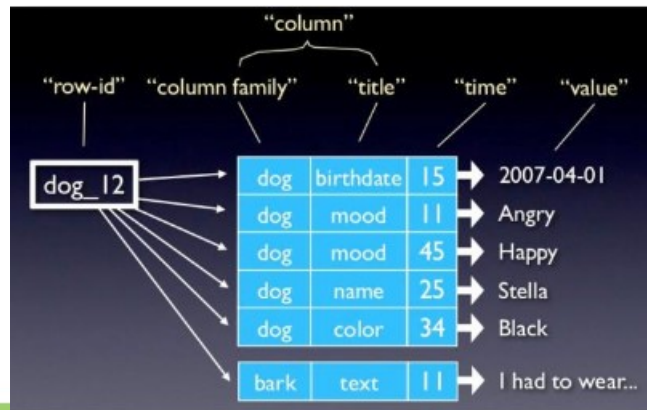 “column”
“row-id” “column family” “title” “time” “value”
dog_12
dog birthdate 15 2007-04-01
dog mood 11 Angry
dog mood 45 Happy
dog name 25 Stella
dog color 34 Black
bark text 11 I had to wear...